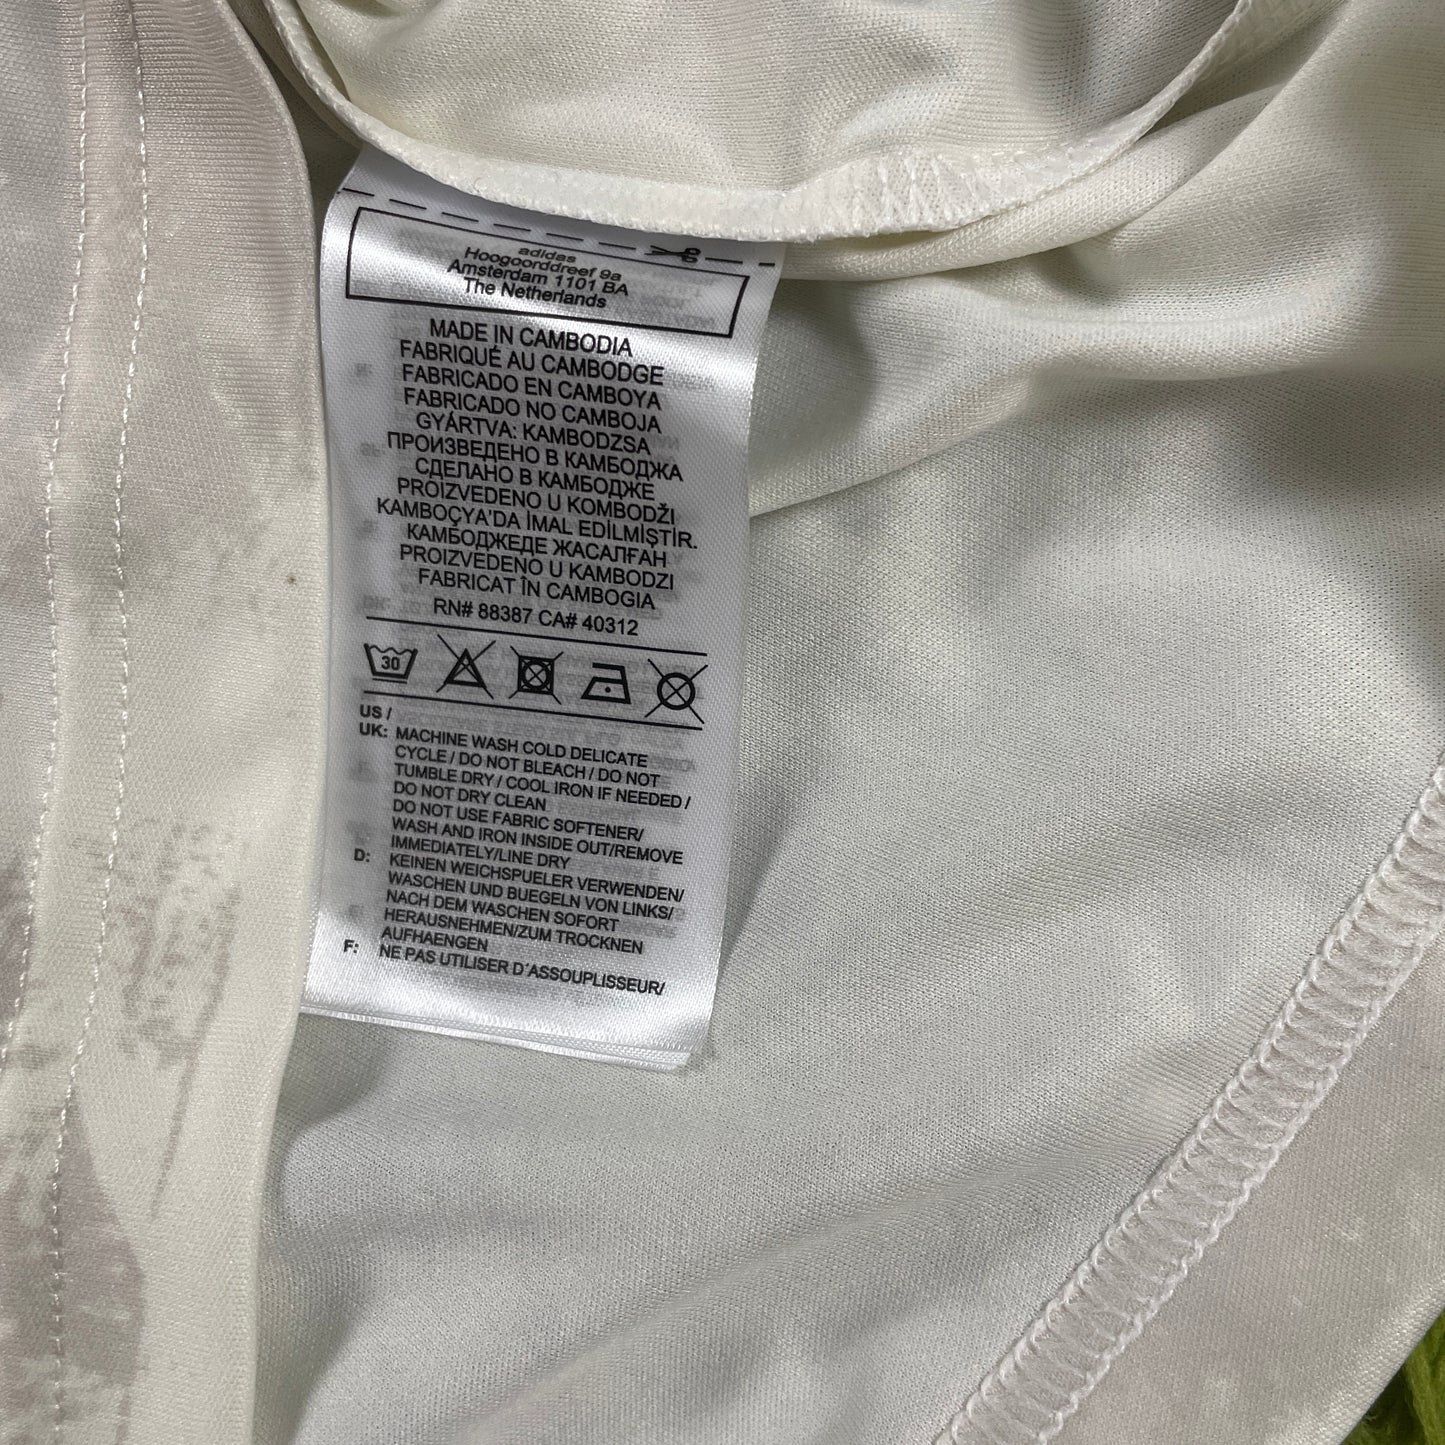 adidas
Hoogoorddreef 9a
Amsterdam 1101 BA
The Netherlands
MADE IN CAMBODIA
FABRIQUÉ AU CAMBODGE
FABRICADO EN CAMBOYA
FABRICADO NO CAMBOJA
GYÁRTVA: KAMBODZSA
ПРОИЗВЕДЕНО В КАМБОДЖА
СДЕЛАНО В КАМБОДЖЕ
PROIZVEDENO U KOMBODŽI
KAMBOÇYA'DA İMAL EDİLMİŞTİR.
КАМБОДЖЕДЕ ЖАСАЛҒАН
PROIZVEDENO U KAMBODZI
FABRICAT ÎN CAMBOGIA
RN# 88387 CA# 40312
30
US /
UK: MACHINE WASH COLD DELICATE
CYCLE / DO NOT BLEACH / DO NOT
TUMBLE DRY / COOL IRON IF NEEDED /
DO NOT DRY CLEAN
DO NOT USE FABRIC SOFTENER/
WASH AND IRON INSIDE OUT/REMOVE
IMMEDIATELY/LINE DRY
D: KEINEN WEICHSPUELER VERWENDEN/
WASCHEN UND BUEGELN VON LINKS/
NACH DEM WASCHEN SOFORT
HERAUSNEHMEN/ZUM TROCKNEN
AUFHAENGEN
F: NE PAS UTILISER D´ASSOUPLISSEUR/